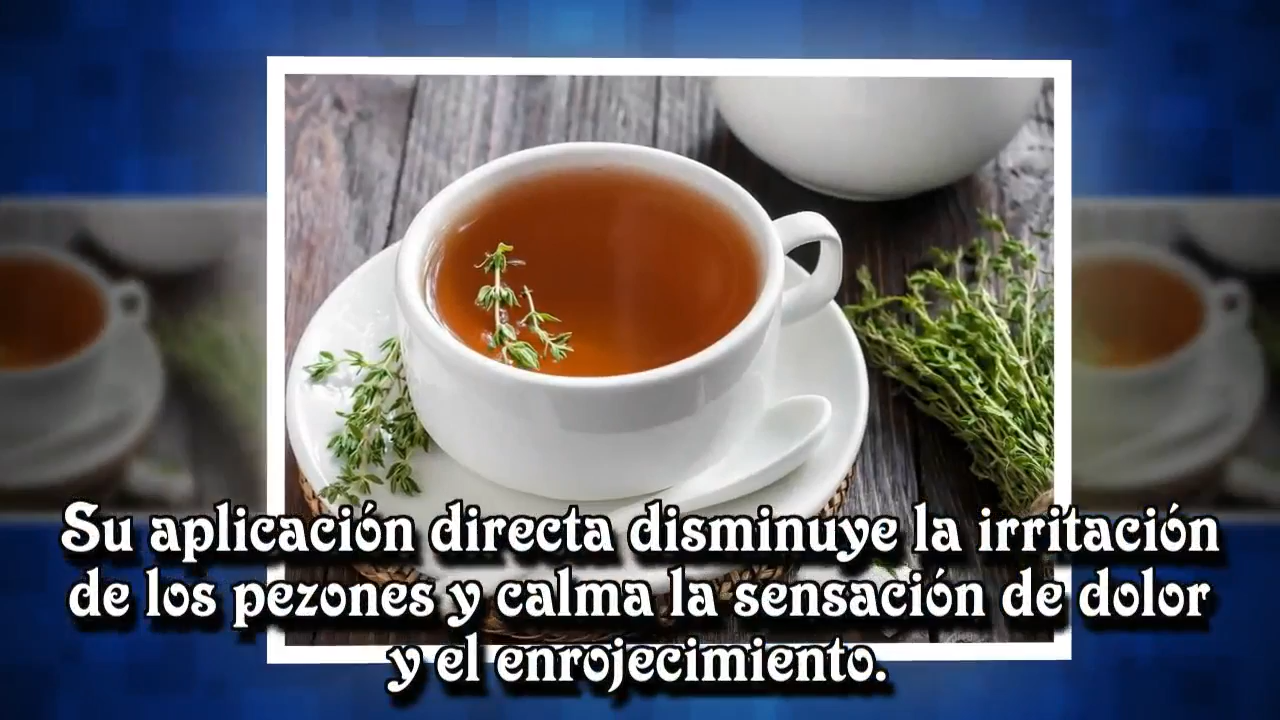 Su aplicación directa disminuye la irritación
de los pezones y calma la sensación de dolor
y el enrojecimiento.